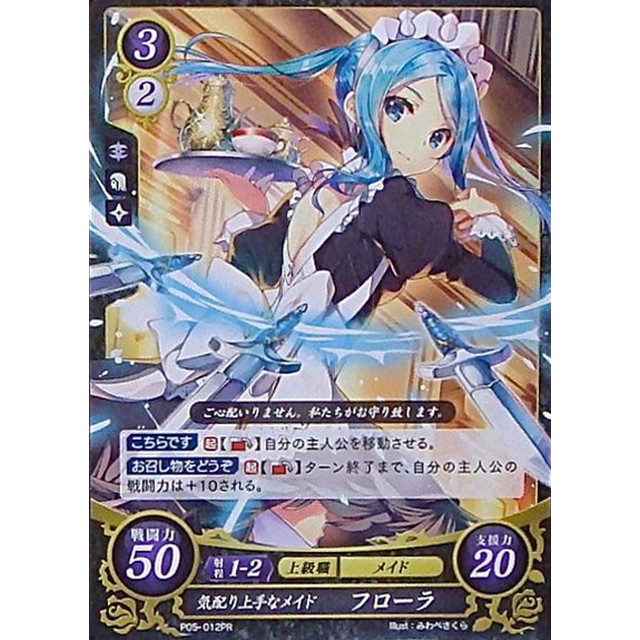 3
2
ご心配いりません。私たちがお守り致します。
こちらです 起【】自分の主人公を移動させる。
お召し物をどうぞ 起【】ターン終了まで、自分の主人公の
戦闘力は+10される。
戦闘力 50 射程 1-2 上級職 メイド 支援力 20
気配り上手なメイド フローラ
P05-012PR Illust：みわべさくら